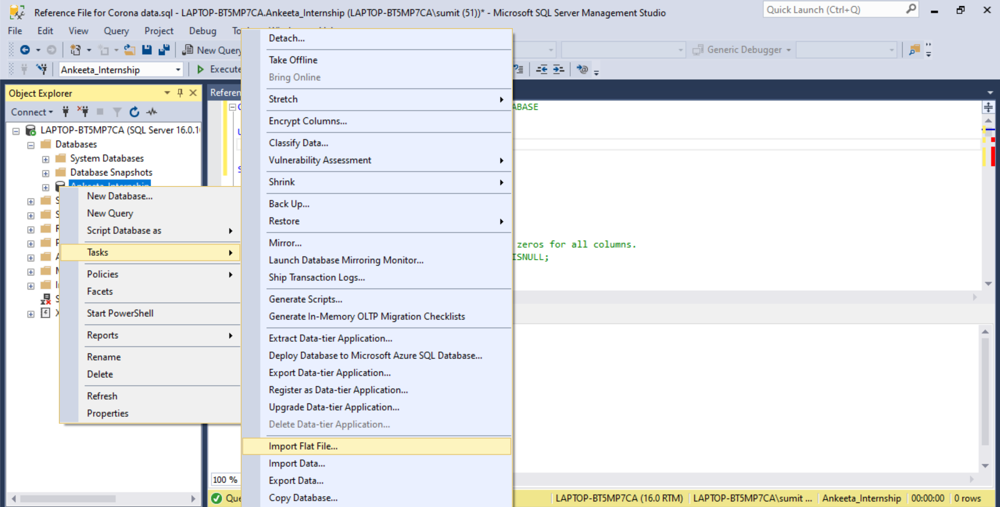 Reference File for Corona data.sql - LAPTOP-BT5MP7CA.Ankeeta_Internship (LAPTOP-BT5MP7CA\sumit (51))* - Microsoft SQL Server Management Studio
Quick Launch (Ctrl+Q)
File Edit View Query Project Debug
New Query
Generic Debugger
Ankeeta_Internship
Execute
Object Explorer
Connect
LAPTOP-BT5MP7CA (SQL Server 16.0.1
Databases
System Databases
Database Snapshots
Ankeeta_Internship
New Database...
New Query
Script Database as
Tasks
Policies
Facets
Start PowerShell
Reports
Rename
Delete
Refresh
Properties
Detach...
Take Offline
Bring Online
Stretch
Encrypt Columns...
Classify Data...
Vulnerability Assessment
Shrink
Back Up...
Restore
Mirror...
Launch Database Mirroring Monitor...
Ship Transaction Logs...
Generate Scripts...
Generate In-Memory OLTP Migration Checklists
Extract Data-tier Application...
Deploy Database to Microsoft Azure SQL Database...
Export Data-tier Application...
Register as Data-tier Application...
Upgrade Data-tier Application...
Delete Data-tier Application...
Import Flat File...
Import Data...
Export Data...
Copy Database...
Referen
ABASE
zeros for all columns.
ISNULL;
100 %
Que
LAPTOP-BT5MP7CA (16.0 RTM) LAPTOP-BT5MP7CA\sumit ... Ankeeta_Internship 00:00:00 0 rows